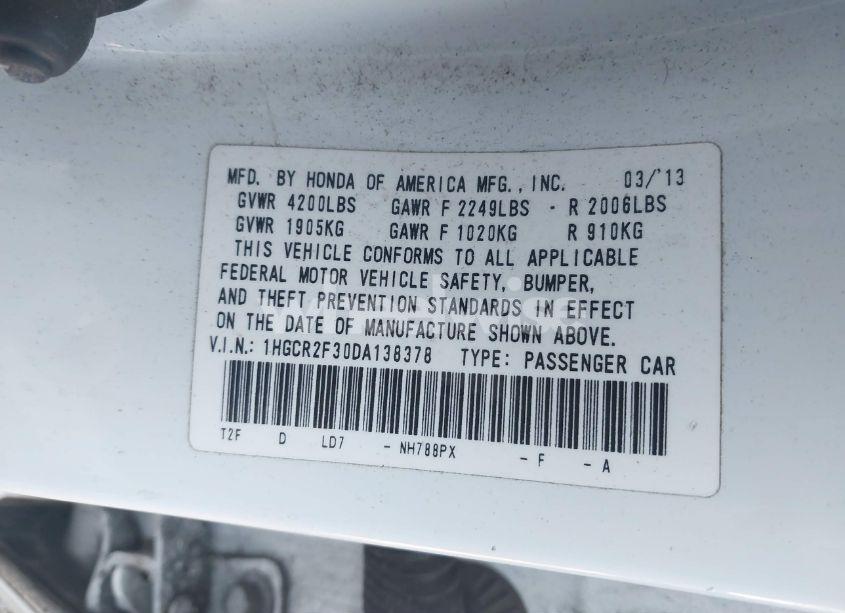 MFD. BY HONDA OF AMERICA MFG., INC. 03/'13
GVWR 4200LBS GAWR F 2249LBS - R 2006LBS
GVWR 1905KG GAWR F 1020KG R 910KG
THIS VEHICLE CONFORMS TO ALL APPLICABLE
FEDERAL MOTOR VEHICLE SAFETY, BUMPER,
AND THEFT PREVENTION STANDARDS IN EFFECT
ON THE DATE OF MANUFACTURE SHOWN ABOVE.
V.I.N.: 1HGCR2F30DA138378 TYPE: PASSENGER CAR
T2F D LD7 - NH788PX - F - A